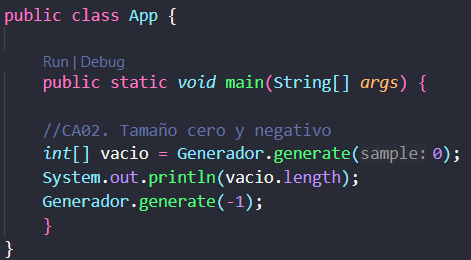 public class App {
Run | Debug
public static void main(String[] args) {
//CA02. Tamaño cero y negativo
int[] vacio = Generador.generate(sample: 0);
System.out.println(vacio.length);
Generador.generate(-1);
}
}